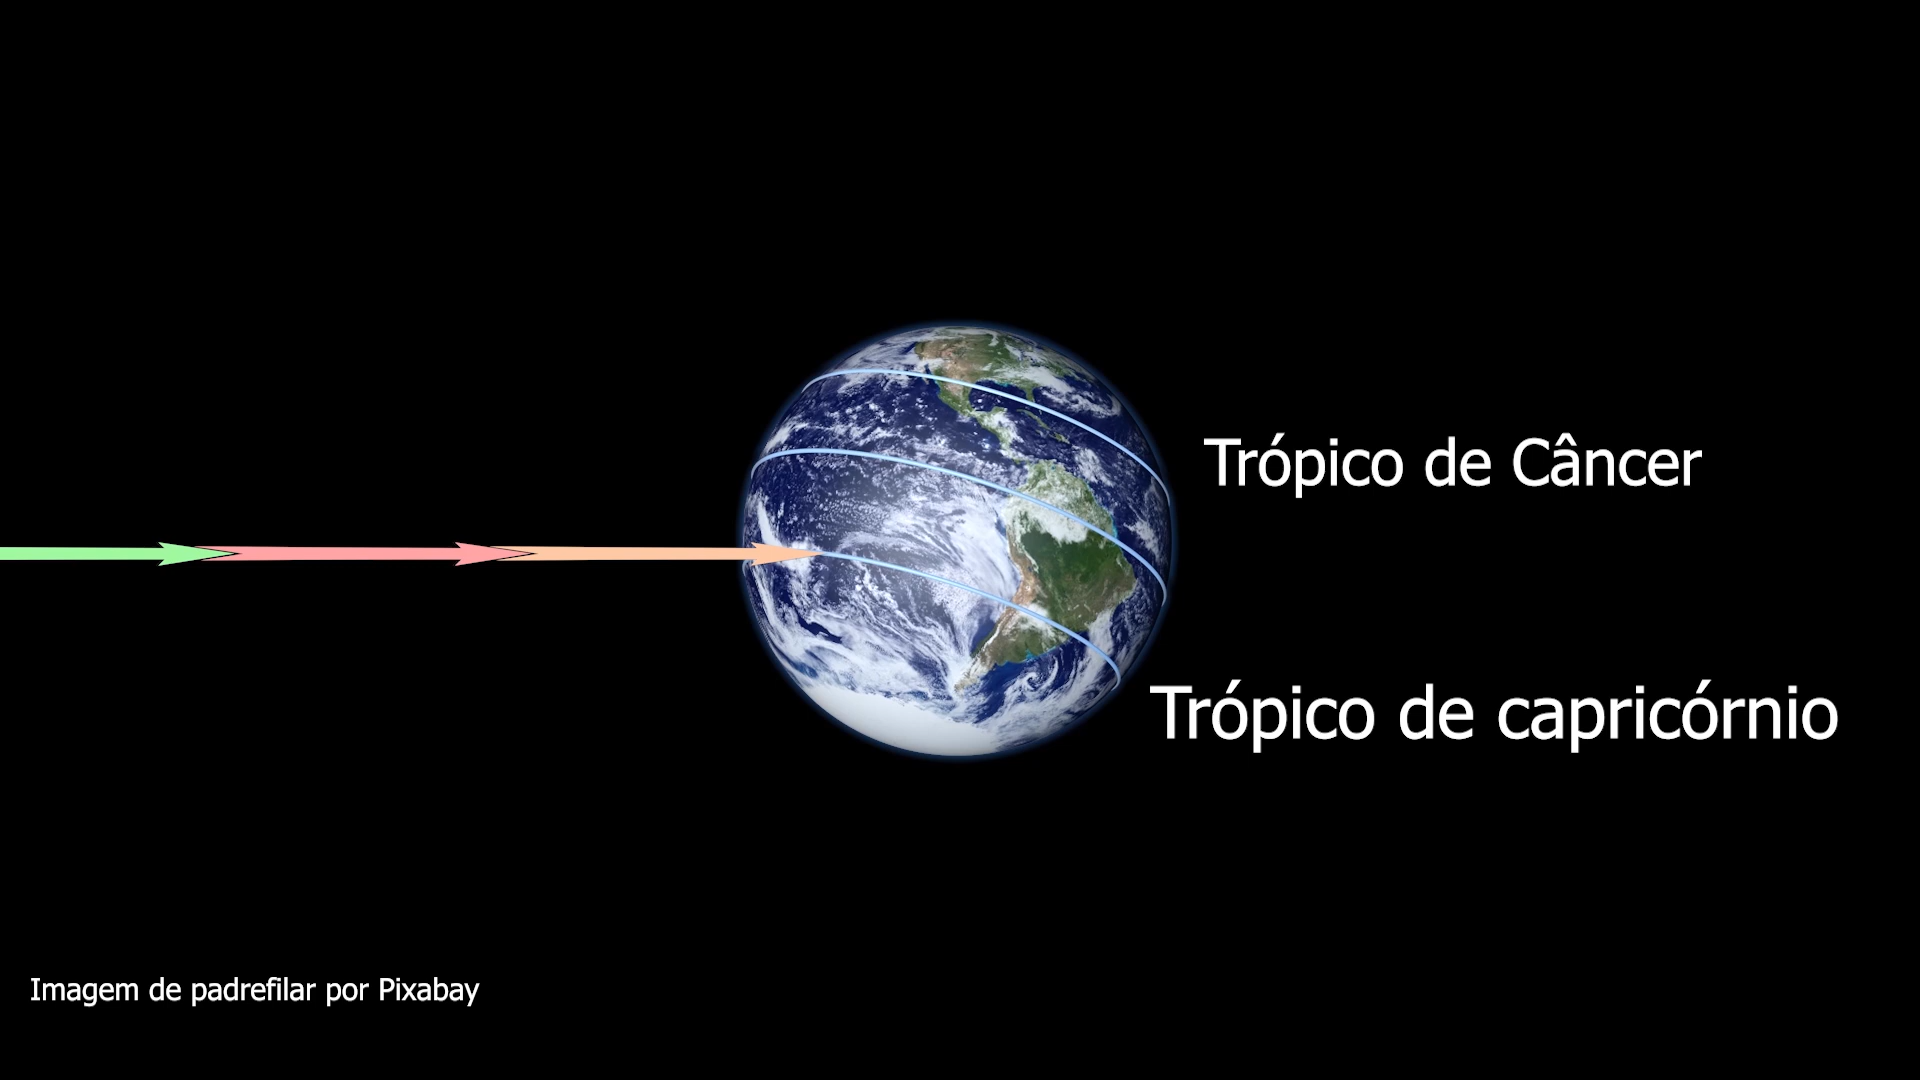 Trópico de Câncer
Trópico de capricórnio
Imagem de padrefilar por Pixabay